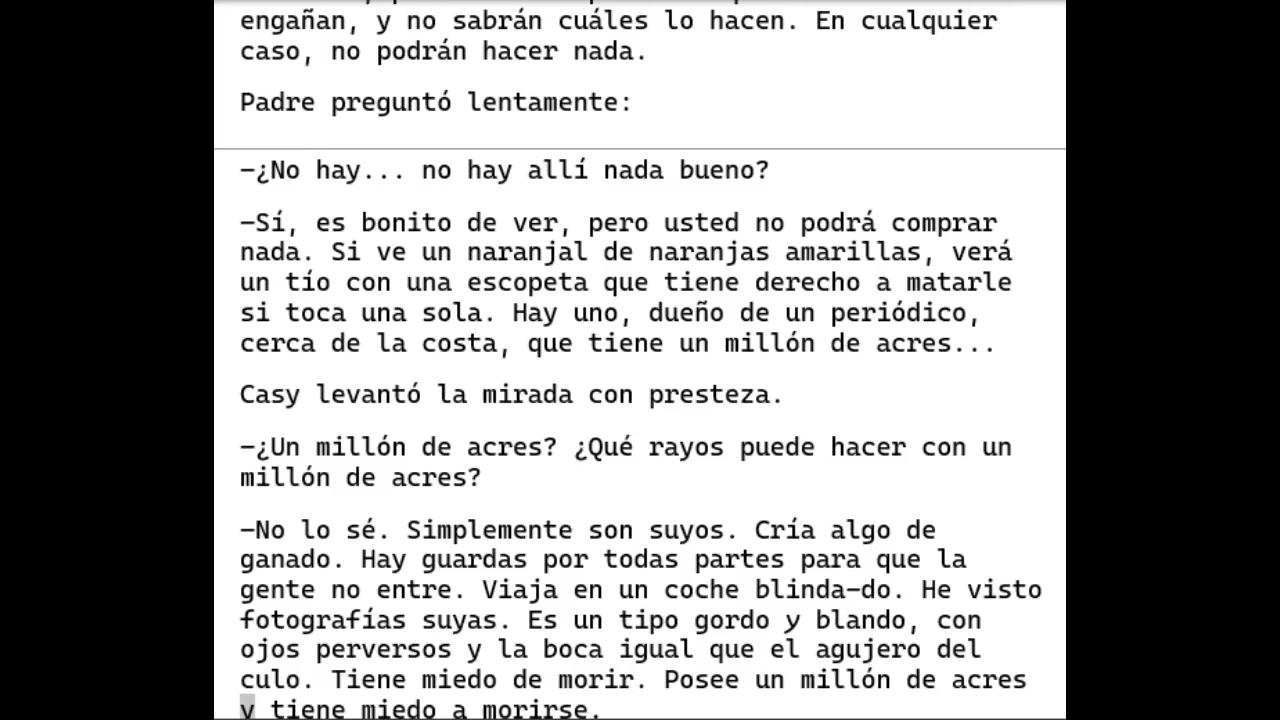 engañan, y no sabrán cuáles lo hacen. En cualquier
caso, no podrán hacer nada.
Padre preguntó lentamente:
—¿No hay... no hay allí nada bueno?
—Sí, es bonito de ver, pero usted no podrá comprar
nada. Si ve un naranjal de naranjas amarillas, verá
un tío con una escopeta que tiene derecho a matarle
si toca una sola. Hay uno, dueño de un periódico,
cerca de la costa, que tiene un millón de acres...
Casy levantó la mirada con presteza.
—¿Un millón de acres? ¿Qué rayos puede hacer con un
millón de acres?
—No lo sé. Simplemente son suyos. Cría algo de
ganado. Hay guardas por todas partes para que la
gente no entre. Viaja en un coche blinda-do. He visto
fotografías suyas. Es un tipo gordo y blando, con
ojos perversos y la boca igual que el agujero del
culo. Tiene miedo de morir. Posee un millón de acres
y tiene miedo a morirse.